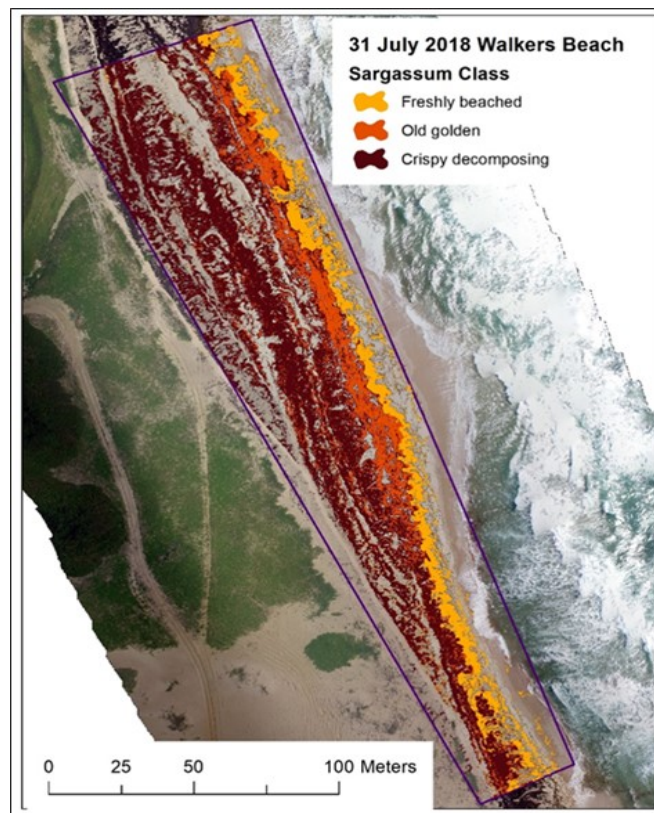 31 July 2018 Walkers Beach
Sargassum Class
Freshly beached
Old golden
Crispy decomposing
0 25 50 100 Meters